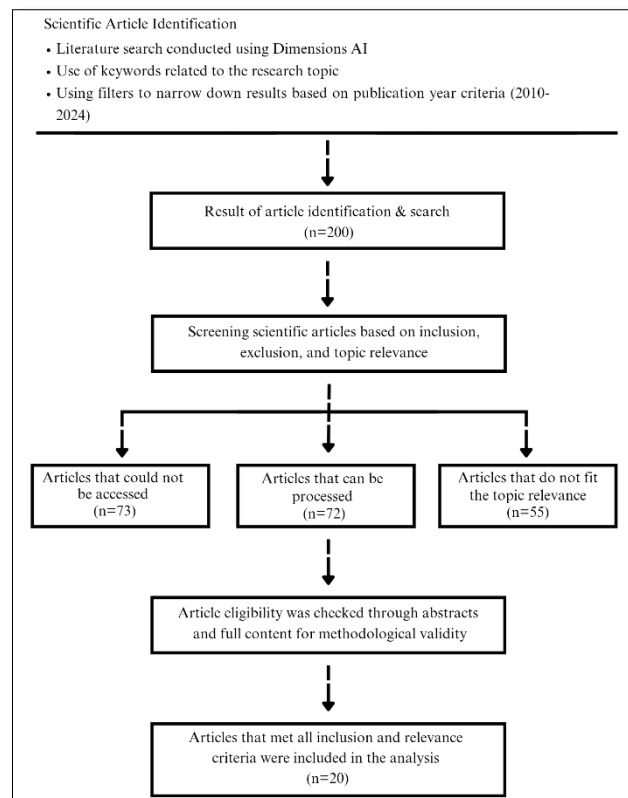 Scientific Article Identification
• Literature search conducted using Dimensions AI
• Use of keywords related to the research topic
• Using filters to narrow down results based on publication year criteria (2010-
2024)
Result of article identification & search
(n=200)
Screening scientific articles based on inclusion,
exclusion, and topic relevance
Articles that could not
be accessed
(n=73)
Articles that can be
processed
(n=72)
Articles that do not fit
the topic relevance
(n=55)
Article eligibility was checked through abstracts
and full content for methodological validity
Articles that met all inclusion and relevance
criteria were included in the analysis
(n=20)